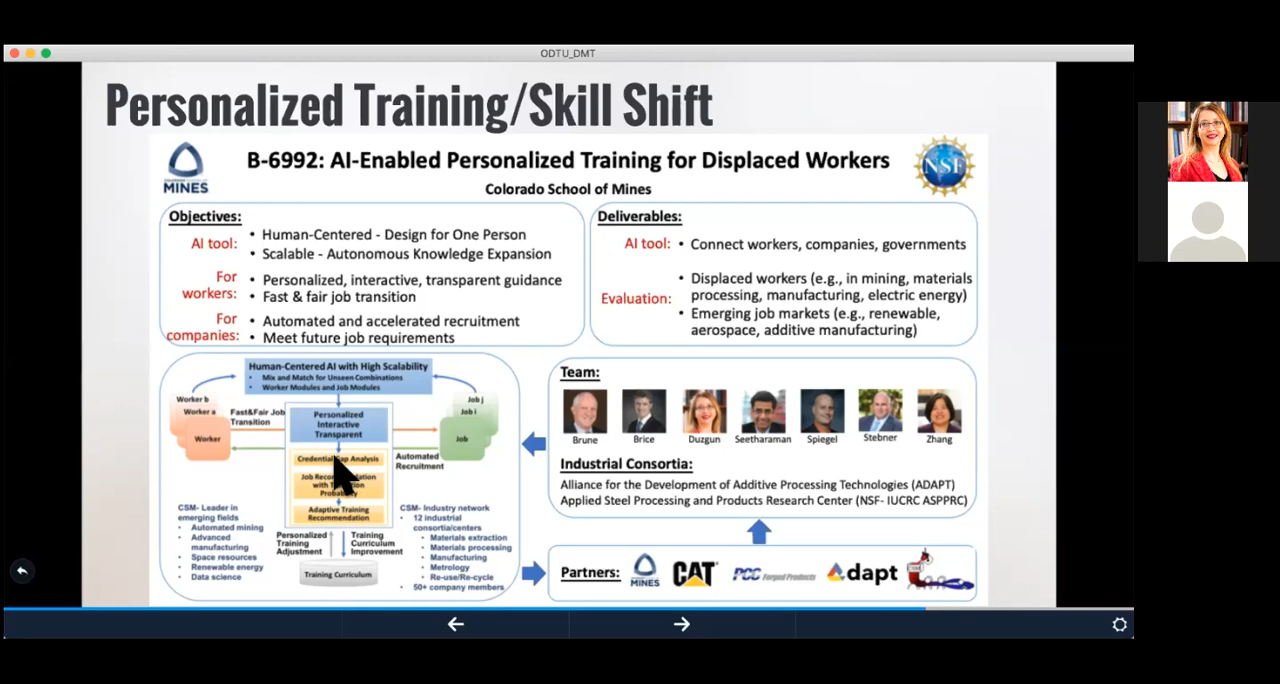 ODTU_DMT
Personalized Training/Skill Shift
MINES
B-6992: AI-Enabled Personalized Training for Displaced Workers
NSF
Colorado School of Mines
Objectives:
AI tool:
• Human-Centered - Design for One Person
• Scalable - Autonomous Knowledge Expansion
For
workers:
• Personalized, interactive, transparent guidance
• Fast & fair job transition
For
companies:
• Automated and accelerated recruitment
• Meet future job requirements
Deliverables:
AI tool:
• Connect workers, companies, governments
Evaluation:
• Displaced workers (e.g., in mining, materials
processing, manufacturing, electric energy)
• Emerging job markets (e.g., renewable,
aerospace, additive manufacturing)
Human-Centered AI with High Scalability
• Mix and Match for Unseen Combinations
• Worker Modules and Job Modules
Worker b
Worker a
Worker
Fast&Fair Job
Transition
Personalized
Interactive
Transparent
Job j
Job i
Job
Credential Gap Analysis
Automated
Recruitment
Job
with
Adaptive Training
Recommendation
CSM- Leader in
emerging fields
• Automated mining
• Advanced
manufacturing
• Space resources
• Renewable energy
• Data science
Personalized
Training
Adjustment
Training
Curriculum
Improvement
Training Curriculum
CSM- Industry network
• 12 industrial
consortia/centers
• Materials extraction
• Materials processing
• Manufacturing
• Metrology
• Re-use/Re-cycle
• 50+ company members
Team:
Brune Brice Duzgun Seetharaman Spiegel Stebner Zhang
Industrial Consortia:
Alliance for the Development of Additive Processing Technologies (ADAPT)
Applied Steel Processing and Products Research Center (NSF- IUCRC ASPPRC)
Partners:
MINES
CAT
PCC Forged Products
adapt